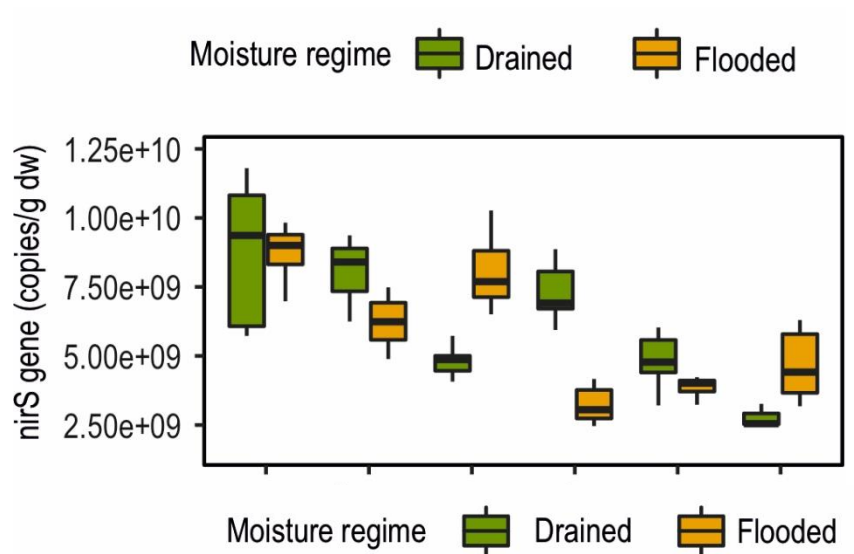 Moisture regime Drained Flooded
nirS gene (copies/g dw)
1.25e+10
1.00e+10
7.50e+09
5.00e+09
2.50e+09
Moisture regime Drained Flooded